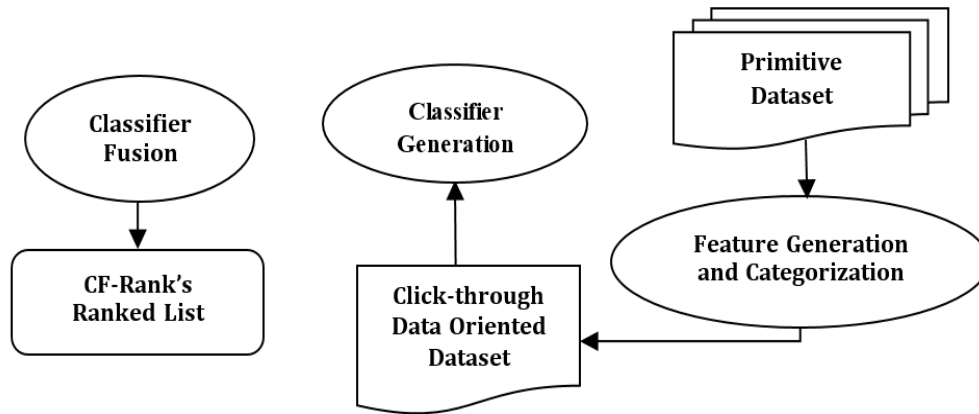 Classifier
Fusion
CF-Rank’s
Ranked List
Classifier
Generation
Click-through
Data Oriented
Dataset
Primitive
Dataset
Feature Generation
and Categorization